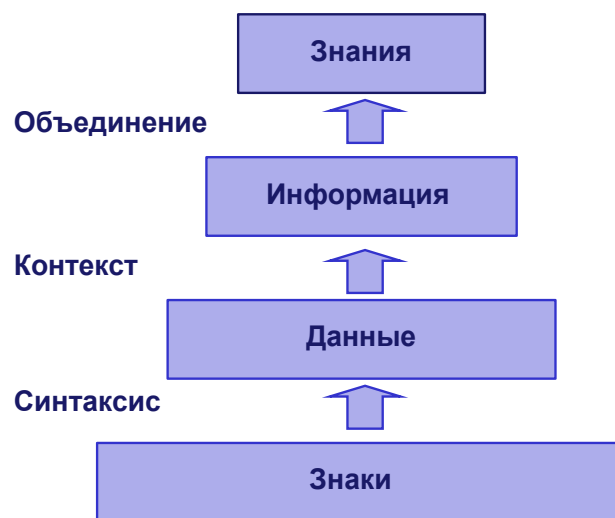 Знания
Объединение
Информация
Контекст
Данные
Синтаксис
Знаки